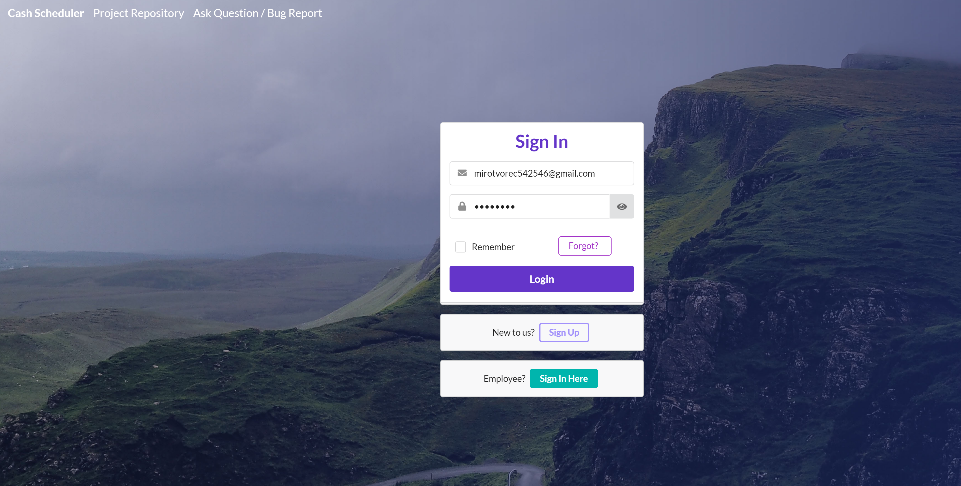 Cash Scheduler Project Repository Ask Question / Bug Report
Sign In
mirotvorec542546@gmail.com
••••••••
Remember Forgot?
Login
New to us? Sign Up
Employee? Sign In Here